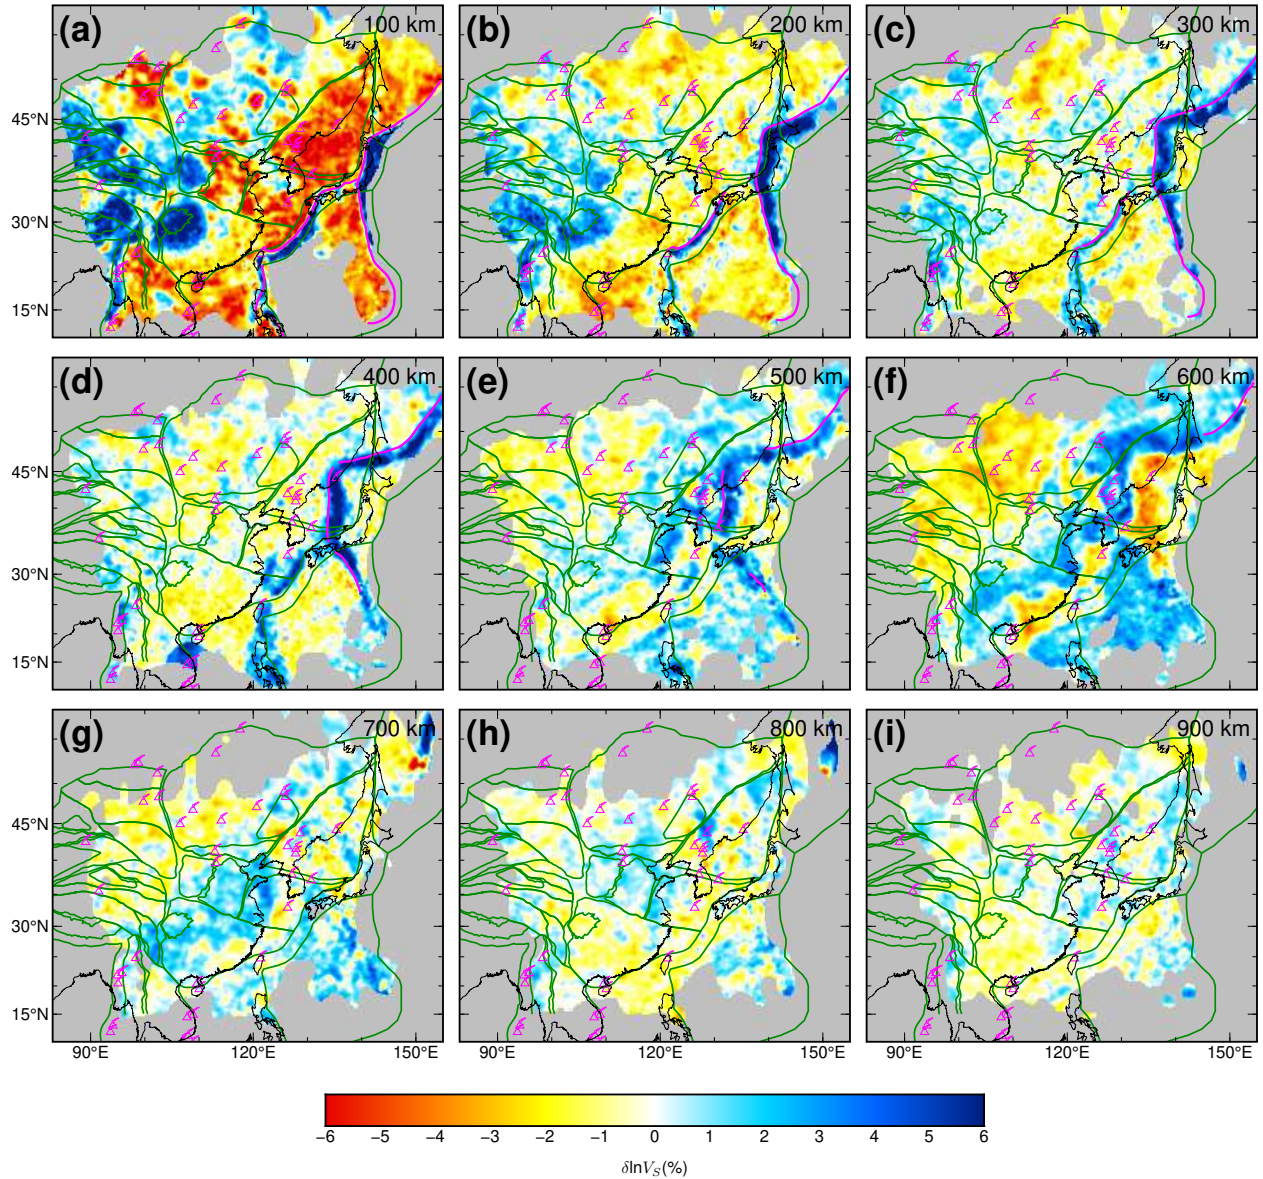 (a) 100 km
(b) 200 km
(c) 300 km
45°N
30°N
15°N
(d) 400 km
(e) 500 km
(f) 600 km
45°N
30°N
15°N
(g) 700 km
(h) 800 km
(i) 900 km
45°N
30°N
15°N
90°E 120°E 150°E 90°E 120°E 150°E 90°E 120°E 150°E
−6 −5 −4 −3 −2 −1 0 1 2 3 4 5 6
δlnV_S(%)